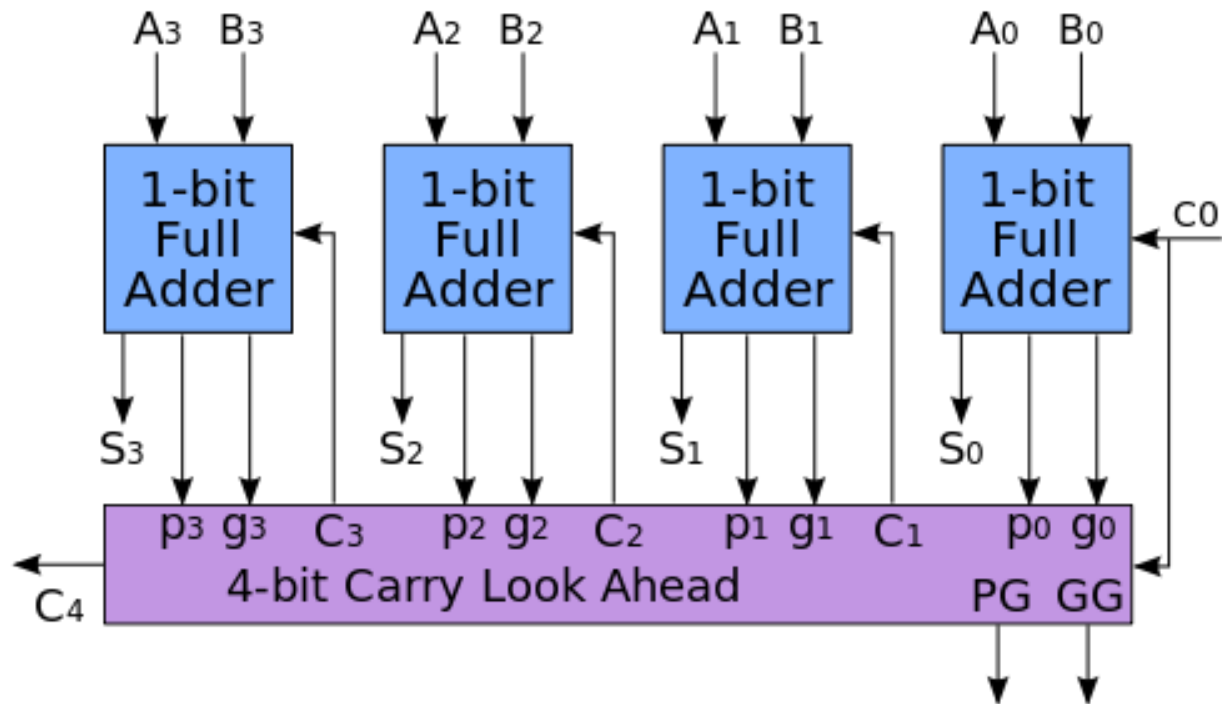 A3 B3 A2 B2 A1 B1 A0 B0
1-bit Full Adder
1-bit Full Adder
1-bit Full Adder
1-bit Full Adder
C0
S3 S2 S1 S0
p3 g3 C3 p2 g2 C2 p1 g1 C1 p0 g0
4-bit Carry Look Ahead
PG GG
C4